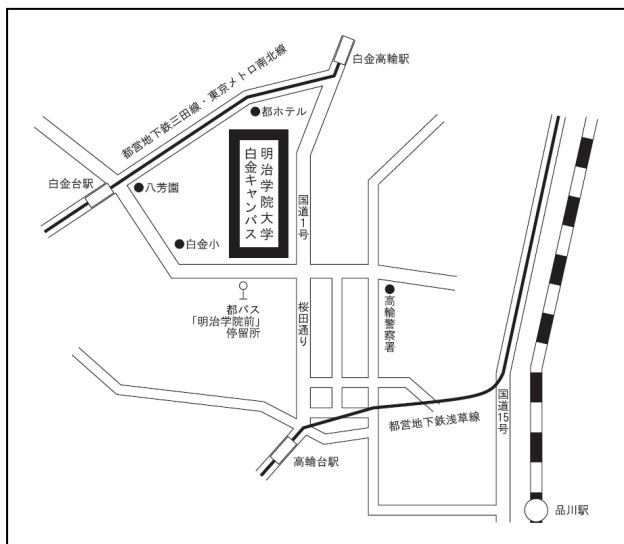 白金高輪駅
都営地下鉄三田線・東京メトロ南北線
都ホテル
明治学院大学
白金キャンパス
白金台駅
八芳園
国道1号
白金小
都バス
「明治学院前」
停留所
桜田通り
高輪警察署
都営地下鉄浅草線
国道15号
高輪台駅
品川駅